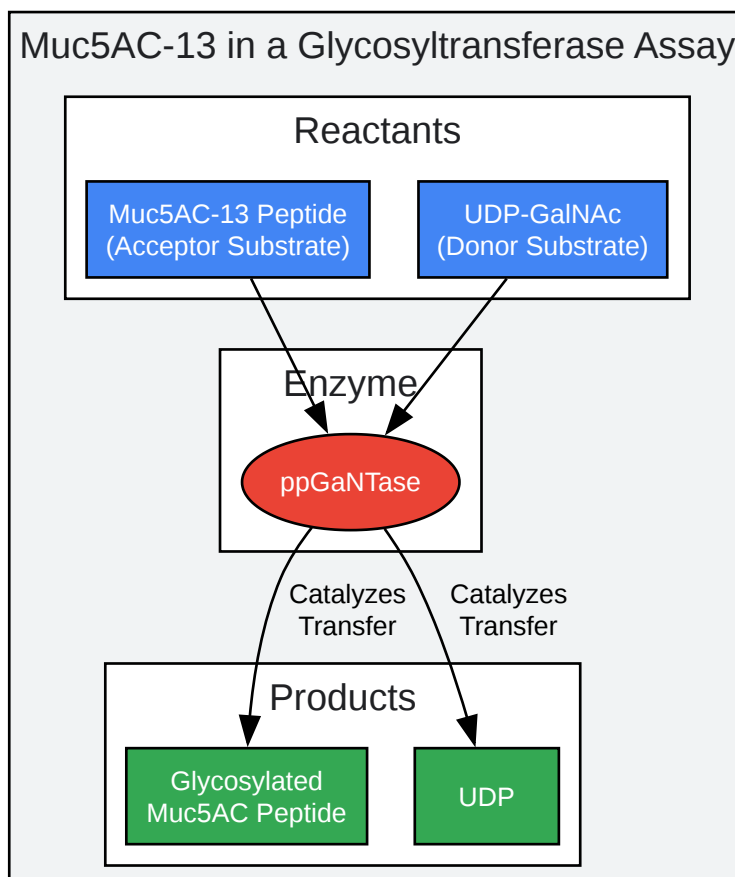 Muc5AC-13 in a Glycosyltransferase Assay
Reactants
Muc5AC-13 Peptide
(Acceptor Substrate)
UDP-GalNAc
(Donor Substrate)
Enzyme
ppGaNTase
Catalyzes
Transfer
Catalyzes
Transfer
Products
Glycosylated
Muc5AC Peptide
UDP